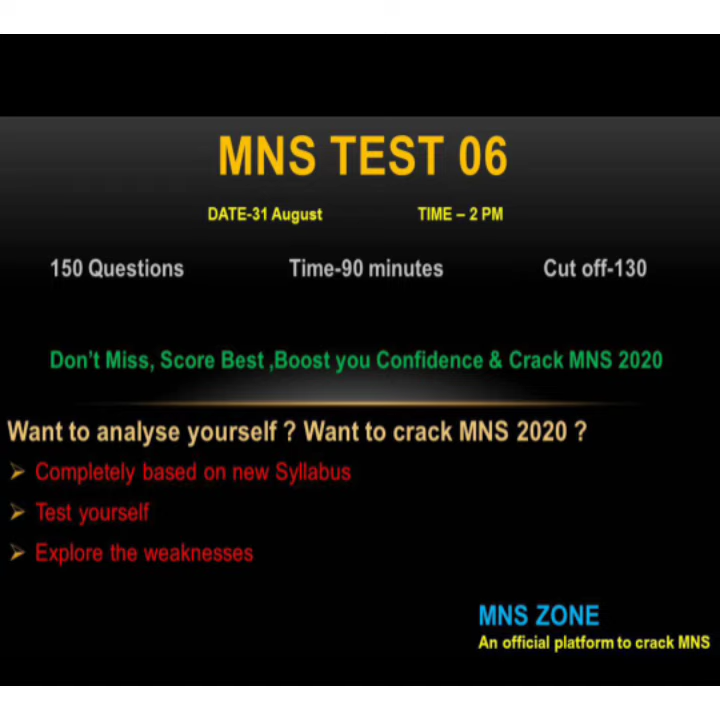 MNS TEST 06
DATE-31 August TIME – 2 PM
150 Questions Time-90 minutes Cut off-130
Don't Miss, Score Best ,Boost you Confidence & Crack MNS 2020
Want to analyse yourself ? Want to crack MNS 2020 ?
➢ Completely based on new Syllabus
➢ Test yourself
➢ Explore the weaknesses
MNS ZONE
An official platform to crack MNS